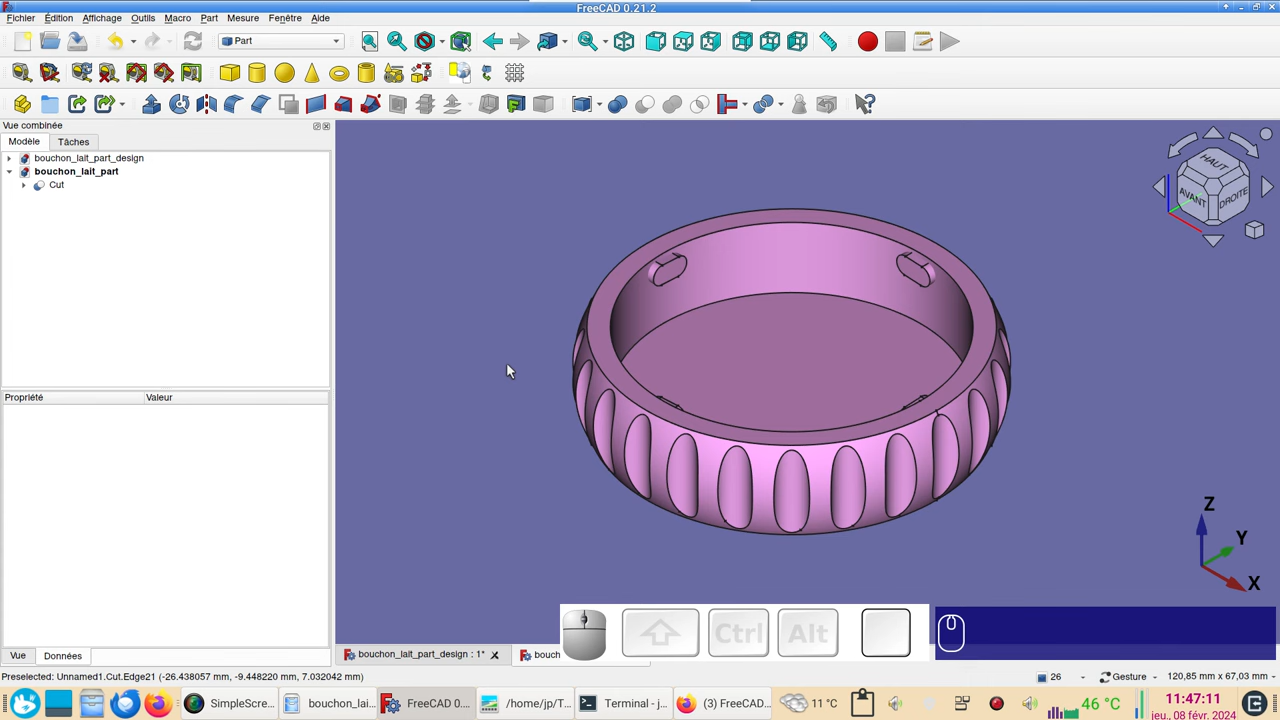 FreeCAD 0.21.2
Fichier Édition Affichage Outils Macro Part Mesure Fenêtre Aide
Part
Vue combinée
Modèle Tâches
bouchon_lait_part_design
bouchon_lait_part
Cut
Propriété Valeur
HAUT
AVANT
DROITE
Z
Y
X
Ctrl Alt
Vue Données
bouchon_lait_part_design : 1*
bouch
Preselected: Unnamed1.Cut.Edge21 (-26.438057 mm, -9.448220 mm, 7.032042 mm)
26
Gesture
120,85 mm x 67,03 mm
SimpleScre...
bouchon_lai...
FreeCAD 0....
/home/jp/T...
Terminal - j...
(3) FreeCAD...
11 °C
46 °C
11:47:11
jeu., 08 févr. 2024